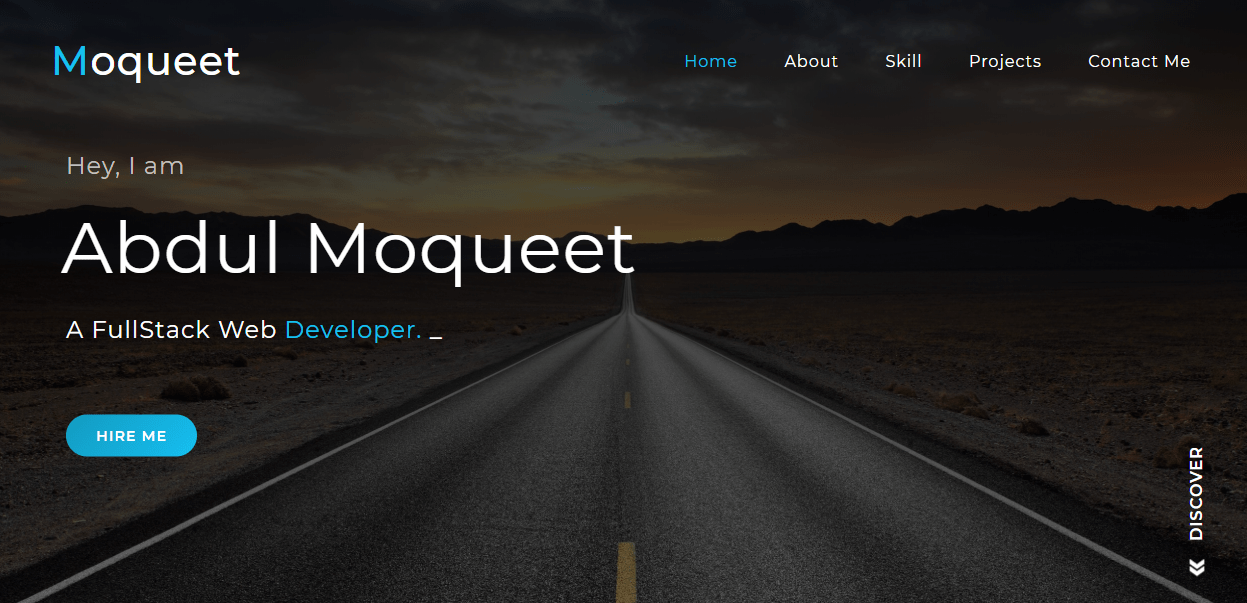 Moqueet
Home About Skill Projects Contact Me
Hey, I am
Abdul Moqueet
A FullStack Web Developer. _
HIRE ME
DISCOVER